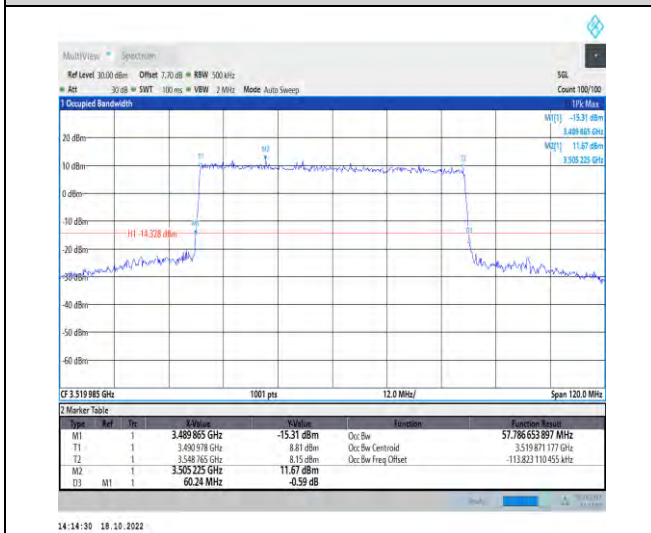 MultiView Spectrum
Ref Level 30.00 dBm Offset 7.70 dB RBW 500 kHz SGL
Att 30 dB SWT 100 ms VBW 2 MHz Mode Auto Sweep Count 100/100
1 Occupied Bandwidth 1Pk Max
M1[1] -15.31 dBm
3.489 865 GHz
M2[1] 11.67 dBm
3.505 225 GHz
20 dBm
T1 M2 T2
10 dBm
0 dBm
-10 dBm
H1 -14.328 dBm
-20 dBm
-30 dBm
-40 dBm
-50 dBm
-60 dBm
CF 3.519 985 GHz 1001 pts 12.0 MHz/ Span 120.0 MHz
2 Marker Table
Type Ref Trc X-Value Y-Value Function Function Result
M1 1 3.489 865 GHz -15.31 dBm Occ Bw 57.786 653 897 MHz
T1 1 3.490 978 GHz 8.81 dBm Occ Bw Centroid 3.519 871 177 GHz
T2 1 3.548 765 GHz 8.15 dBm Occ Bw Freq Offset -113.823 110 455 kHz
M2 1 3.505 225 GHz 11.67 dBm
D3 M1 1 60.24 MHz -0.59 dB
14:14:30 18.10.2022